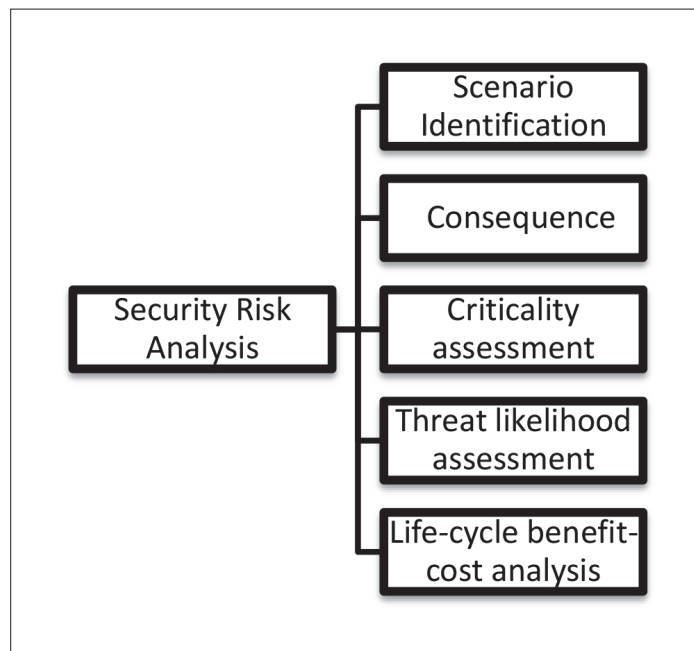 Scenario
Identification
Consequence
Security Risk
Analysis
Criticality
assessment
Threat likelihood
assessment
Life-cycle benefit-
cost analysis